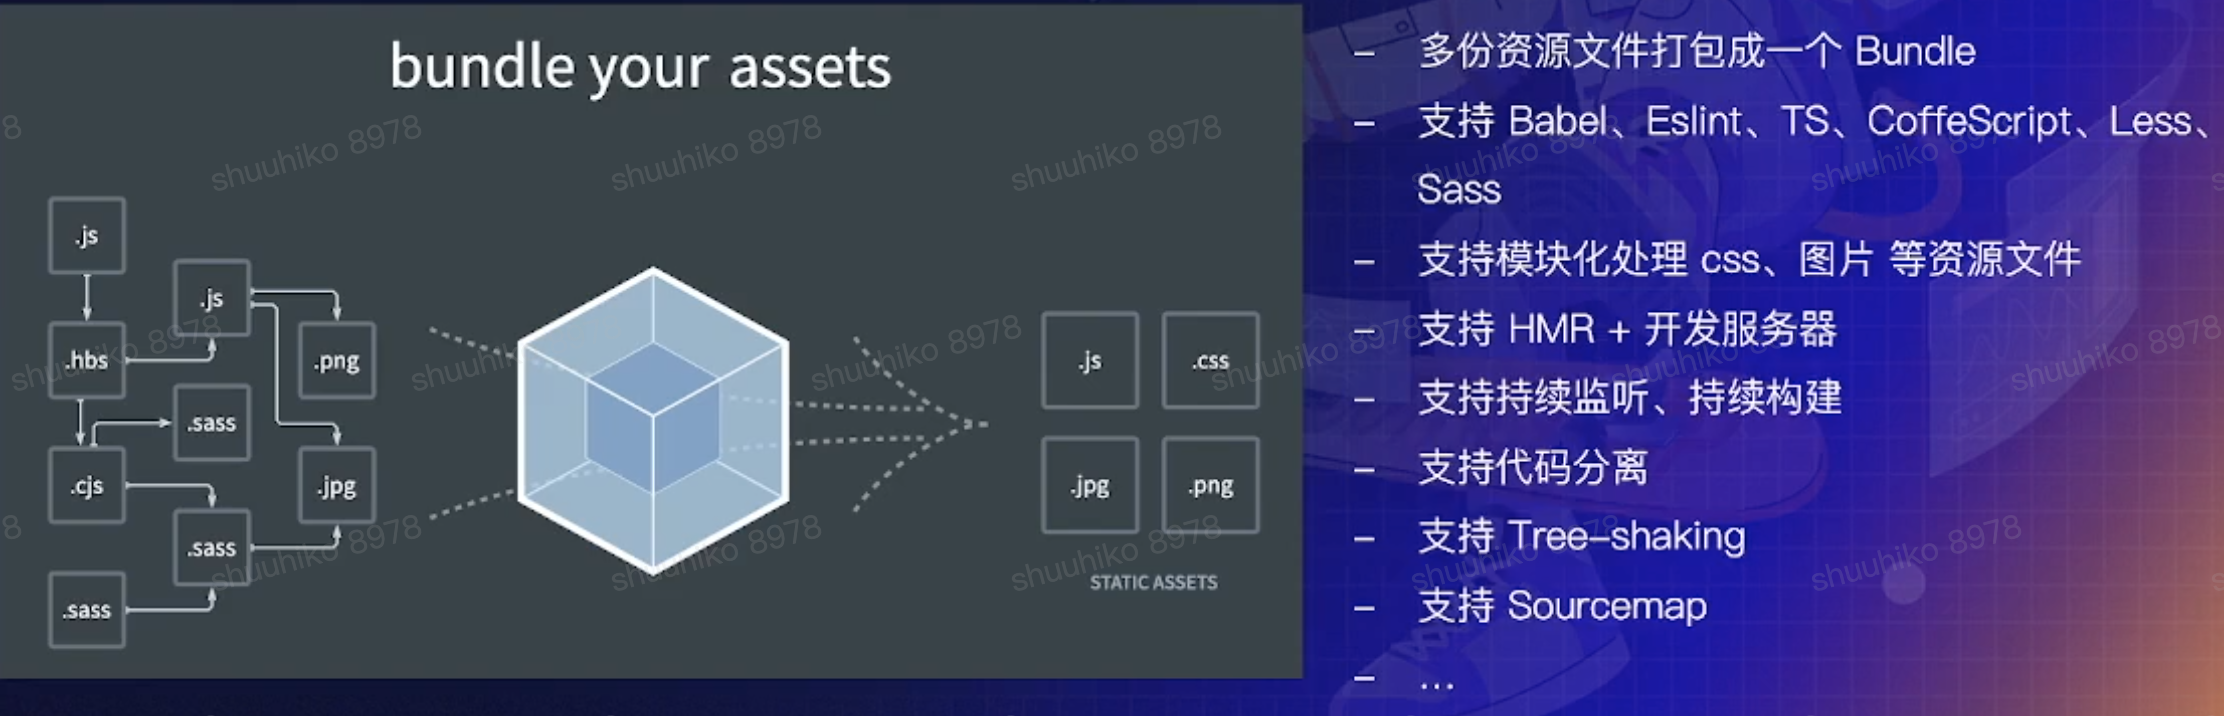 bundle your assets
.js
.js
.hbs
.png
.sass
.cjs
.jpg
.sass
.sass
.js
.css
.jpg
.png
STATIC ASSETS
– 多份资源文件打包成一个 Bundle
– 支持 Babel、Eslint、TS、CoffeScript、Less、
Sass
– 支持模块化处理 css、图片 等资源文件
– 支持 HMR + 开发服务器
– 支持持续监听、持续构建
– 支持代码分离
– 支持 Tree-shaking
– 支持 Sourcemap
– ...
shuuhiko 8978